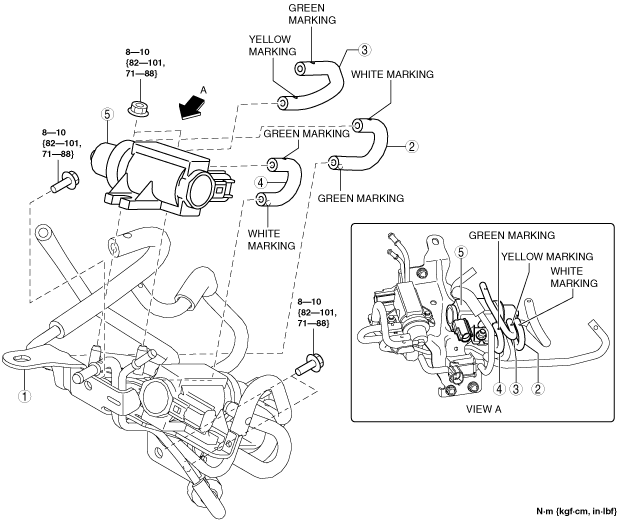 GREEN
MARKING
YELLOW
MARKING
3
8—10
{82—101,
71—88}
A
WHITE MARKING
5
8—10
{82—101,
71—88}
GREEN MARKING
2
4
GREEN MARKING
WHITE
MARKING
GREEN MARKING
5
YELLOW MARKING
WHITE
MARKING
8—10
{82—101,
71—88}
1
4
3
2
VIEW A
N·m {kgf·cm, in·lbf}